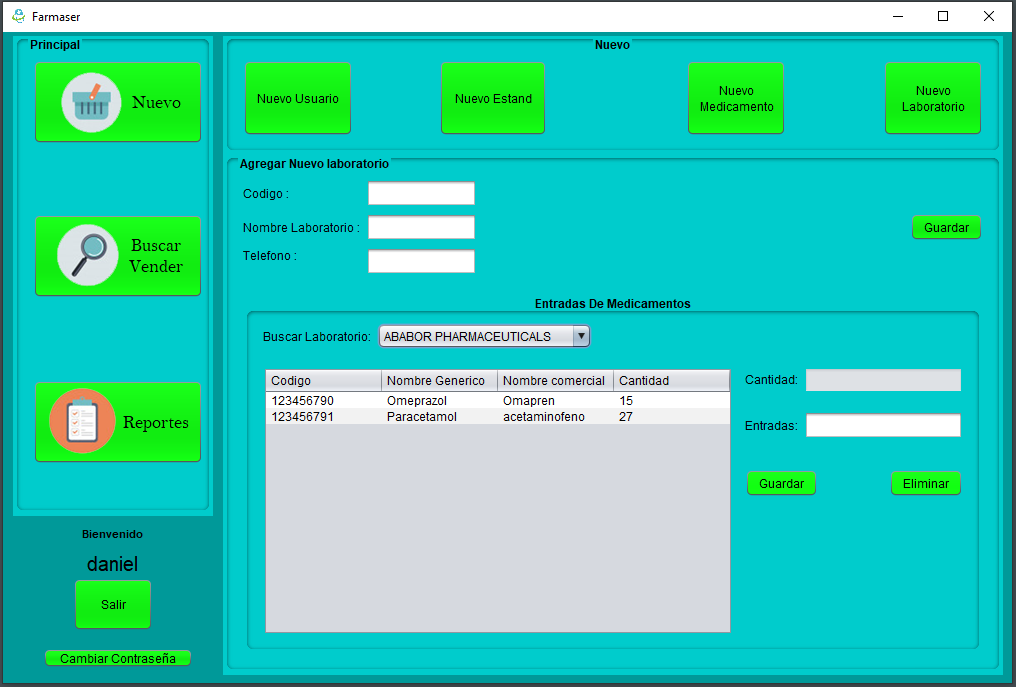 Farmaser
Principal
Nuevo
Buscar
Vender
Reportes
Bienvenido
daniel
Salir
Cambiar Contraseña
Nuevo
Nuevo Usuario
Nuevo Estand
Nuevo
Medicamento
Nuevo
Laboratorio
Agregar Nuevo laboratorio
Codigo :
Nombre Laboratorio :
Telefono :
Guardar
Entradas De Medicamentos
Buscar Laboratorio: ABABOR PHARMACEUTICALS
Codigo Nombre Generico Nombre comercial Cantidad
123456790 Omeprazol Omapren 15
123456791 Paracetamol acetaminofeno 27
Cantidad:
Entradas:
Guardar Eliminar